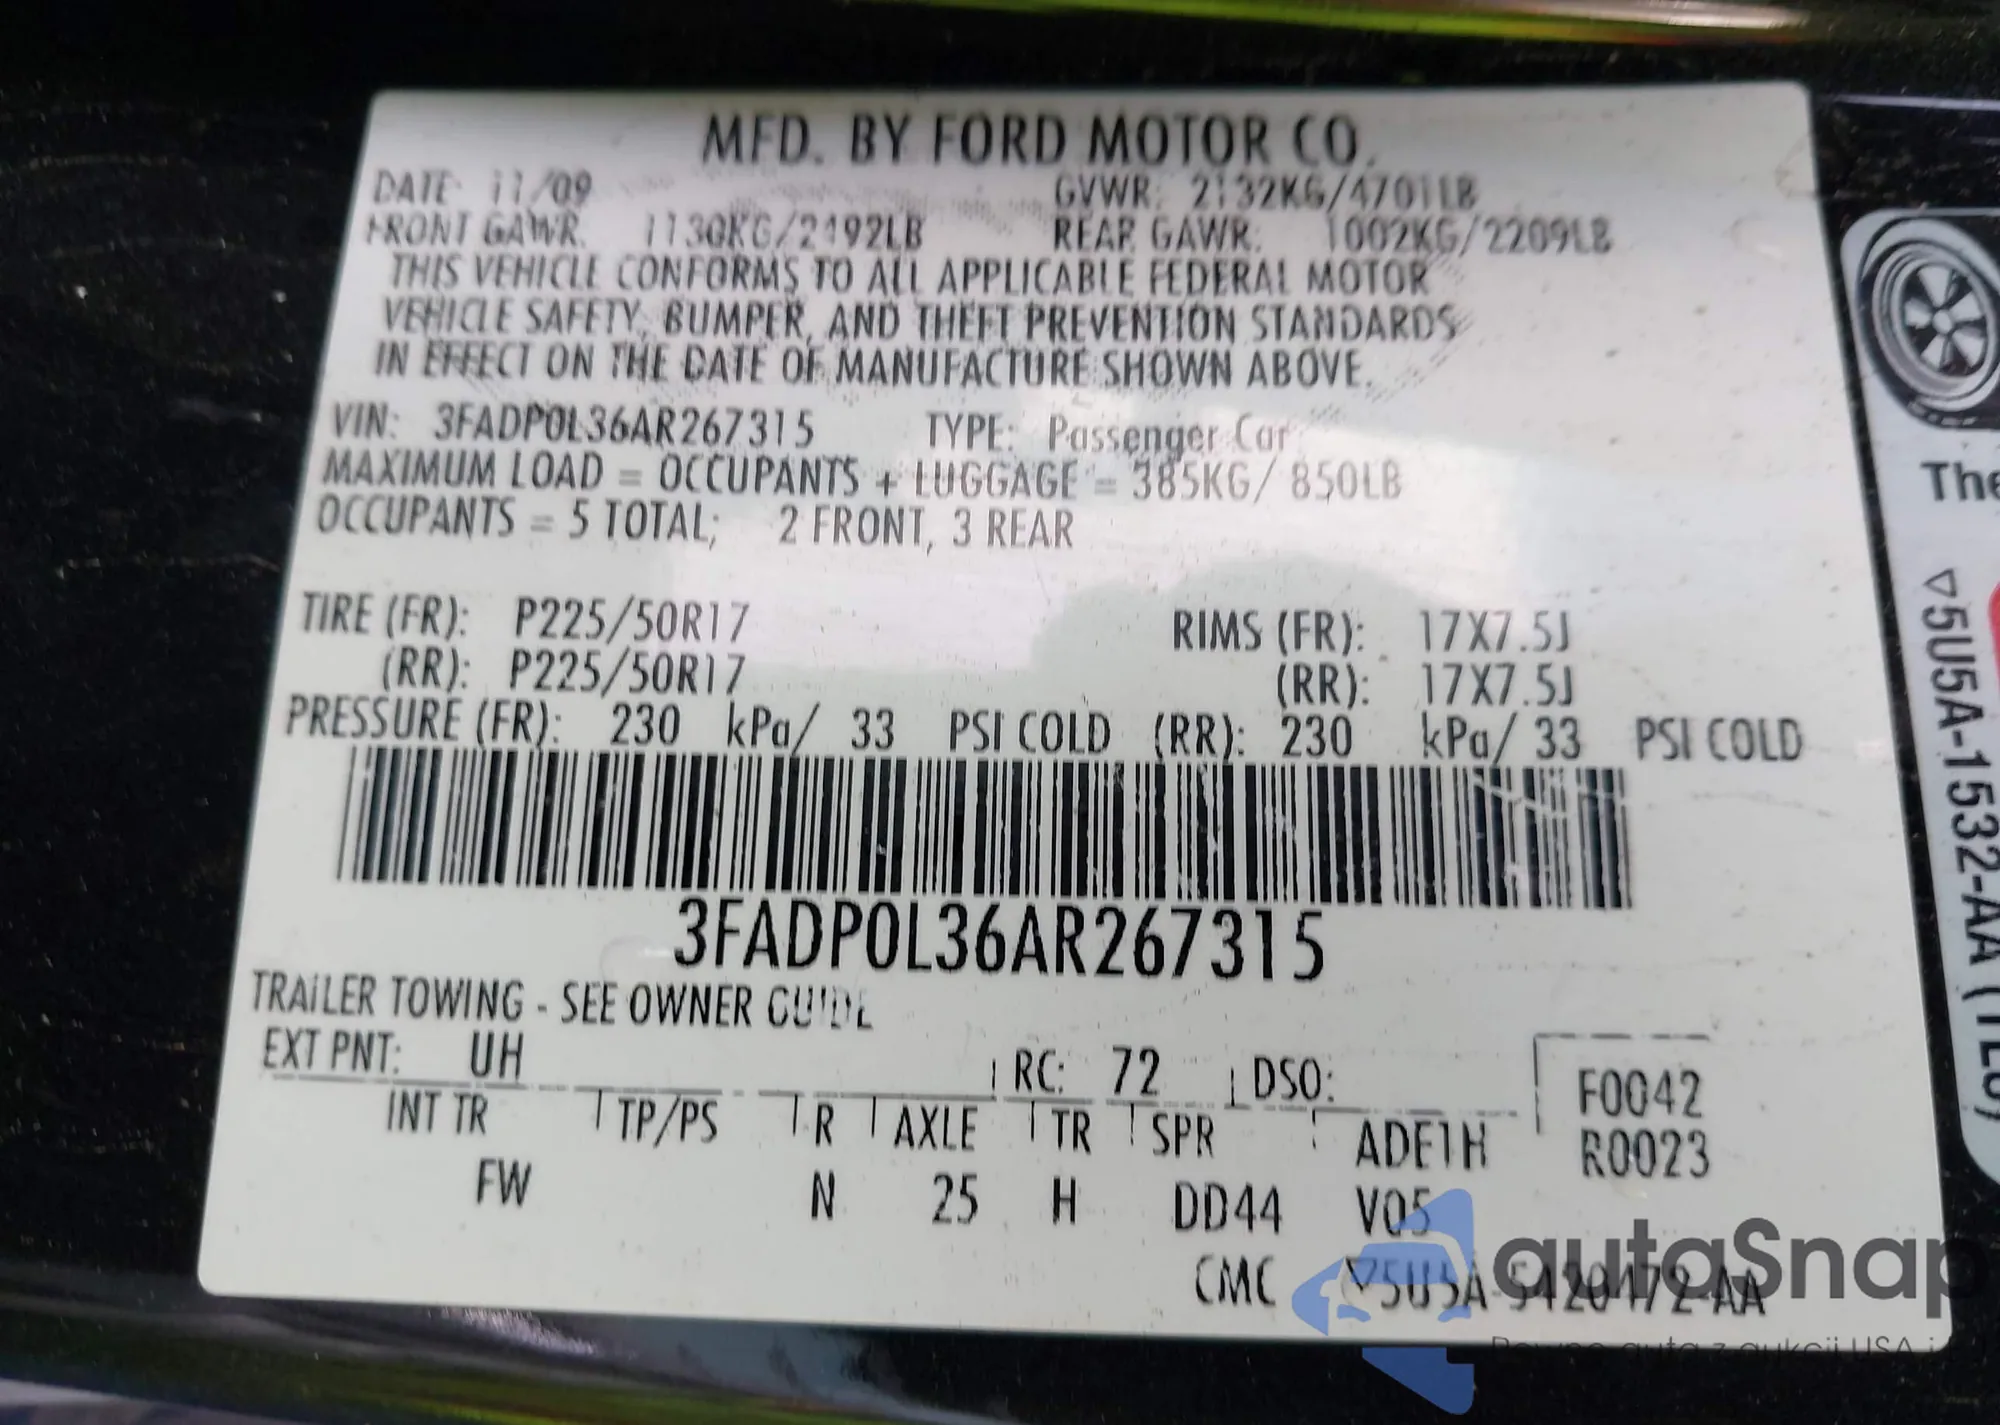 MFD. BY FORD MOTOR CO.
DATE: 11/09 GVWR: 2132KG/4701LB
FRONT GAWR: 1130KG/2492LB REAR GAWR: 1002KG/2209LB
THIS VEHICLE CONFORMS TO ALL APPLICABLE FEDERAL MOTOR
VEHICLE SAFETY, BUMPER, AND THEFT PREVENTION STANDARDS
IN EFFECT ON THE DATE OF MANUFACTURE SHOWN ABOVE.
VIN: 3FADP0L36AR267315 TYPE: Passenger Car
MAXIMUM LOAD = OCCUPANTS + LUGGAGE = 385KG/ 850LB
OCCUPANTS = 5 TOTAL; 2 FRONT, 3 REAR
TIRE (FR): P225/50R17 RIMS (FR): 17X7.5J
(RR): P225/50R17 (RR): 17X7.5J
PRESSURE (FR): 230 kPa/ 33 PSI COLD (RR): 230 kPa/ 33 PSI COLD
3FADP0L36AR267315
TRAILER TOWING - SEE OWNER GUIDE
EXT PNT: UH RC: 72 DSO: F0042
INT TR TP/PS R AXLE TR SPR ADE1H R0023
FW N 25 H DD44 V05
CMC ▽5U5A-5420472-AA
The
▽5U5A-1532-AA
autaSnap